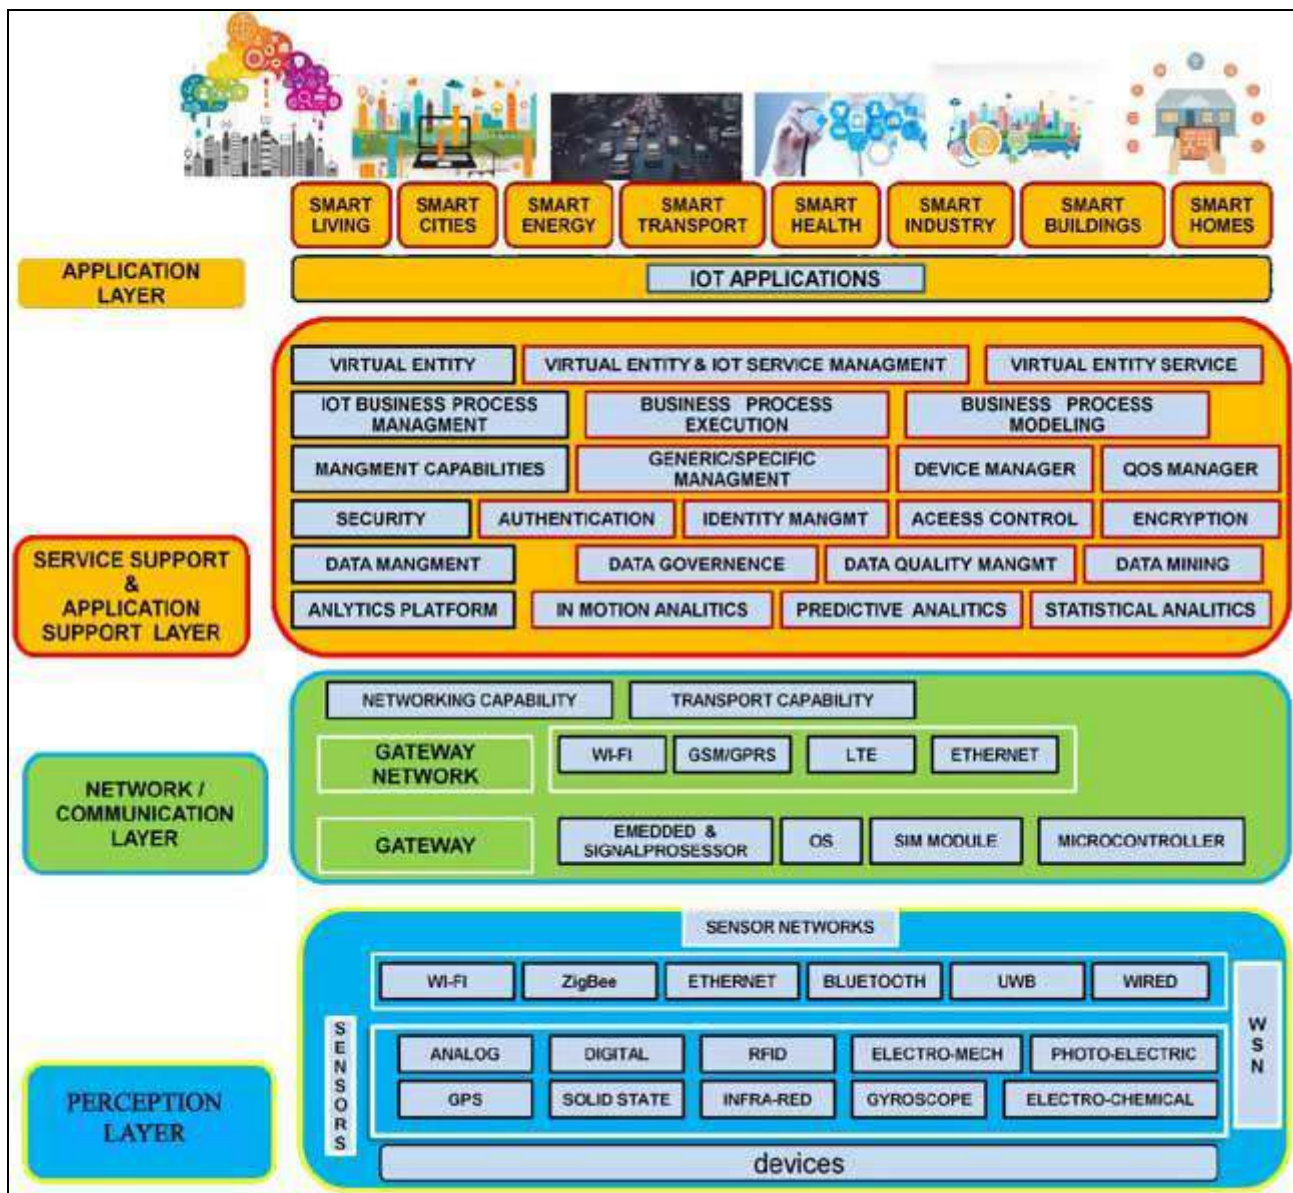 SMART
LIVING
SMART
CITIES
SMART
ENERGY
SMART
TRANSPORT
SMART
HEALTH
SMART
INDUSTRY
SMART
BUILDINGS
SMART
HOMES
APPLICATION
LAYER
IOT APPLICATIONS
VIRTUAL ENTITY
VIRTUAL ENTITY & IOT SERVICE MANAGMENT
VIRTUAL ENTITY SERVICE
IOT BUSINESS PROCESS
MANAGMENT
BUSINESS PROCESS
EXECUTION
BUSINESS PROCESS
MODELING
MANGMENT CAPABILITIES
GENERIC/SPECIFIC
MANAGMENT
DEVICE MANAGER
QOS MANAGER
SECURITY
AUTHENTICATION
IDENTITY MANGMT
ACEESS CONTROL
ENCRYPTION
SERVICE SUPPORT
&
APPLICATION
SUPPORT LAYER
DATA MANGMENT
DATA GOVERNENCE
DATA QUALITY MANGMT
DATA MINING
ANLYTICS PLATFORM
IN MOTION ANALITICS
PREDICTIVE ANALITICS
STATISTICAL ANALITICS
NETWORKING CAPABILITY
TRANSPORT CAPABILITY
GATEWAY
NETWORK
WI-FI
GSM/GPRS
LTE
ETHERNET
NETWORK /
COMMUNICATION
LAYER
GATEWAY
EMEDDED &
SIGNALPROSESSOR
OS
SIM MODULE
MICROCONTROLLER
SENSOR NETWORKS
WI-FI
ZigBee
ETHERNET
BLUETOOTH
UWB
WIRED
SENSORS
WSN
ANALOG
DIGITAL
RFID
ELECTRO-MECH
PHOTO-ELECTRIC
GPS
SOLID STATE
INFRA-RED
GYROSCOPE
ELECTRO-CHEMICAL
PERCEPTION
LAYER
devices